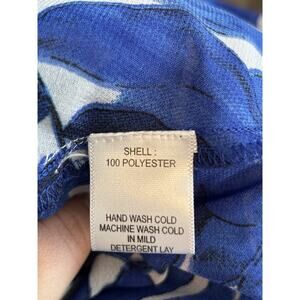 SHELL :
100 POLYESTER
HAND WASH COLD
MACHINE WASH COLD
IN MILD
DETERGENT LAY